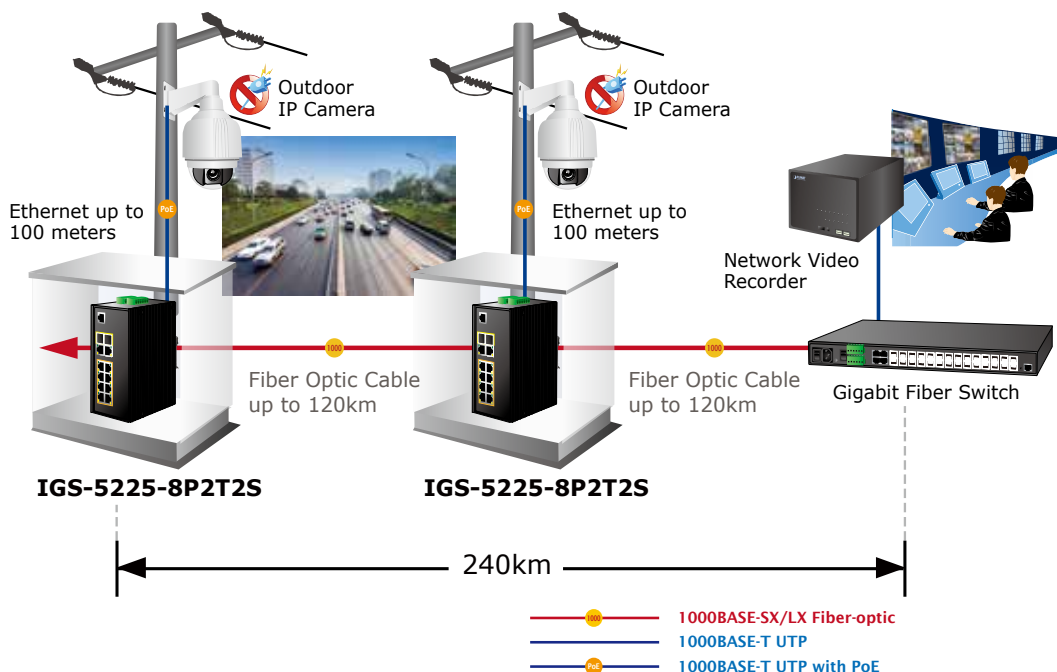 Outdoor
IP Camera
Outdoor
IP Camera
Ethernet up to
100 meters
PoE
PoE
Ethernet up to
100 meters
Network Video
Recorder
1000
1000
Fiber Optic Cable
up to 120km
Fiber Optic Cable
up to 120km
Gigabit Fiber Switch
IGS-5225-8P2T2S
IGS-5225-8P2T2S
240km
1000
1000BASE-SX/LX Fiber-optic
1000BASE-T UTP
PoE
1000BASE-T UTP with PoE